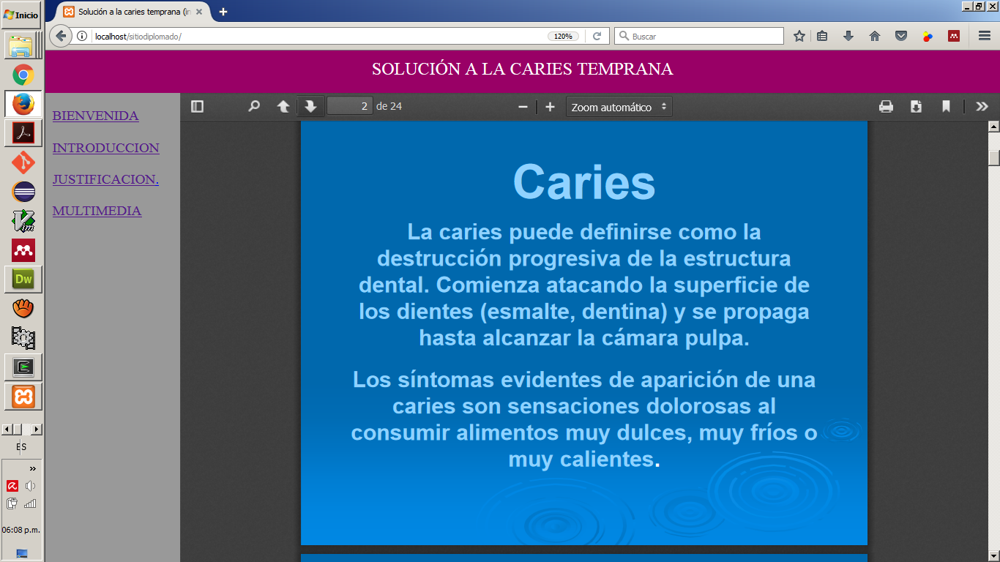 Inicio
Solución a la caries temprana (in
localhost/sitiodiplomado/
120%
Buscar
SOLUCIÓN A LA CARIES TEMPRANA
BIENVENIDA
INTRODUCCION
JUSTIFICACION.
MULTIMEDIA
2 de 24
Zoom automático
Caries
La caries puede definirse como la
destrucción progresiva de la estructura
dental. Comienza atacando la superficie de
los dientes (esmalte, dentina) y se propaga
hasta alcanzar la cámara pulpa.
Los síntomas evidentes de aparición de una
caries son sensaciones dolorosas al
consumir alimentos muy dulces, muy fríos o
muy calientes.
Vim
Dw
ES
06:08 p.m.